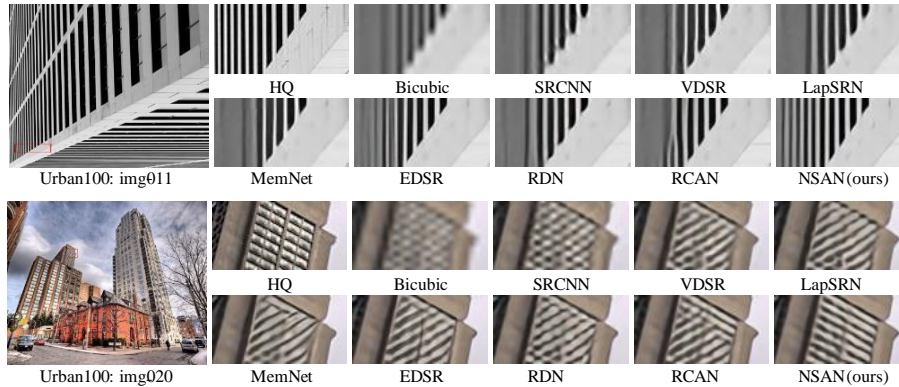 HQ Bicubic SRCNN VDSR LapSRN
Urban100: img011 MemNet EDSR RDN RCAN NSAN(ours)
HQ Bicubic SRCNN VDSR LapSRN
Urban100: img020 MemNet EDSR RDN RCAN NSAN(ours)